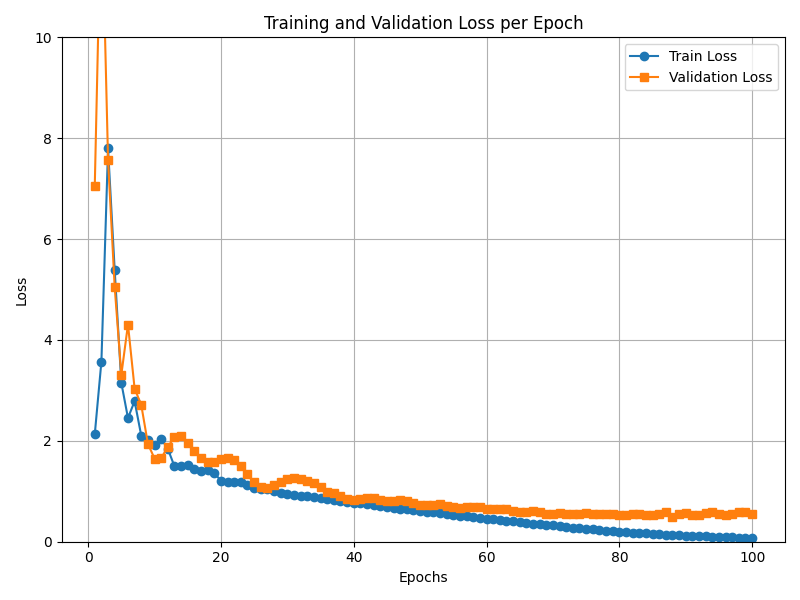 Training and Validation Loss per Epoch
Train Loss
Validation Loss
Loss
10
8
6
4
2
0
0 20 40 60 80 100
Epochs